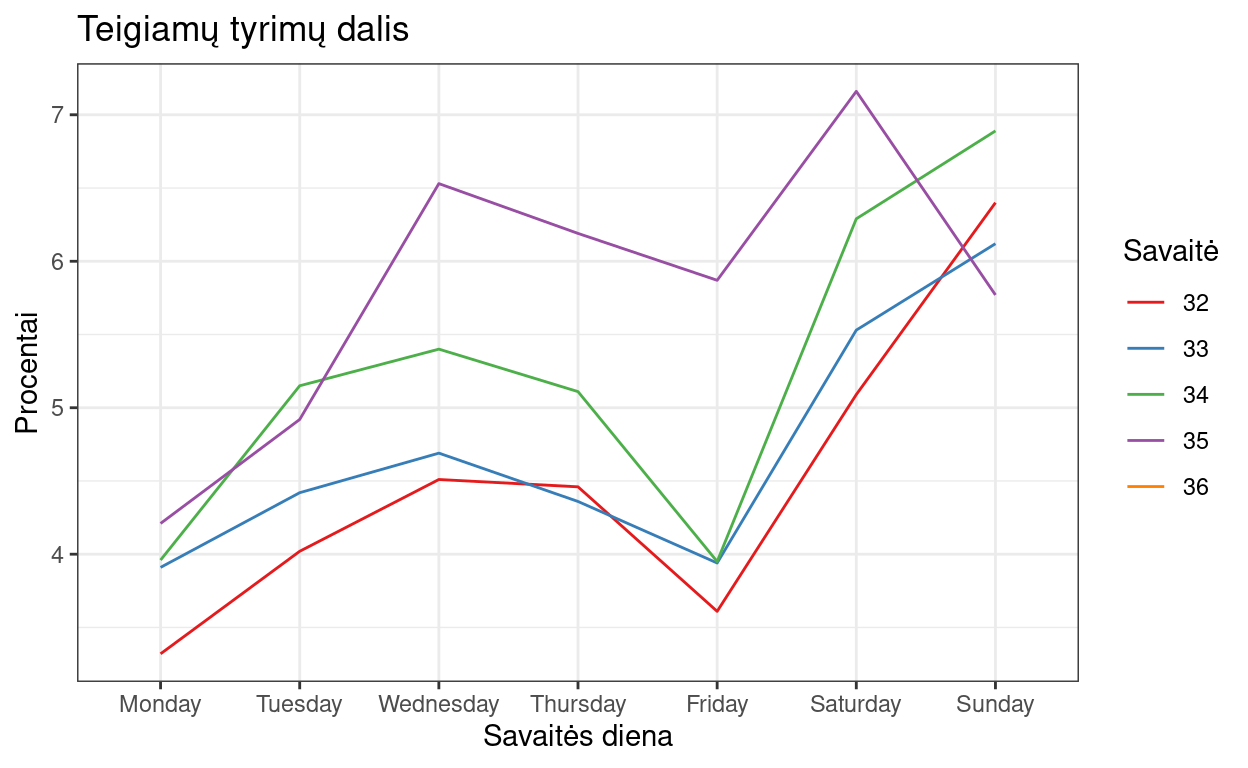 Teigiamų tyrimų dalis
Procentai
7
6
5
4
Monday Tuesday Wednesday Thursday Friday Saturday Sunday
Savaitės diena
Savaitė
32
33
34
35
36